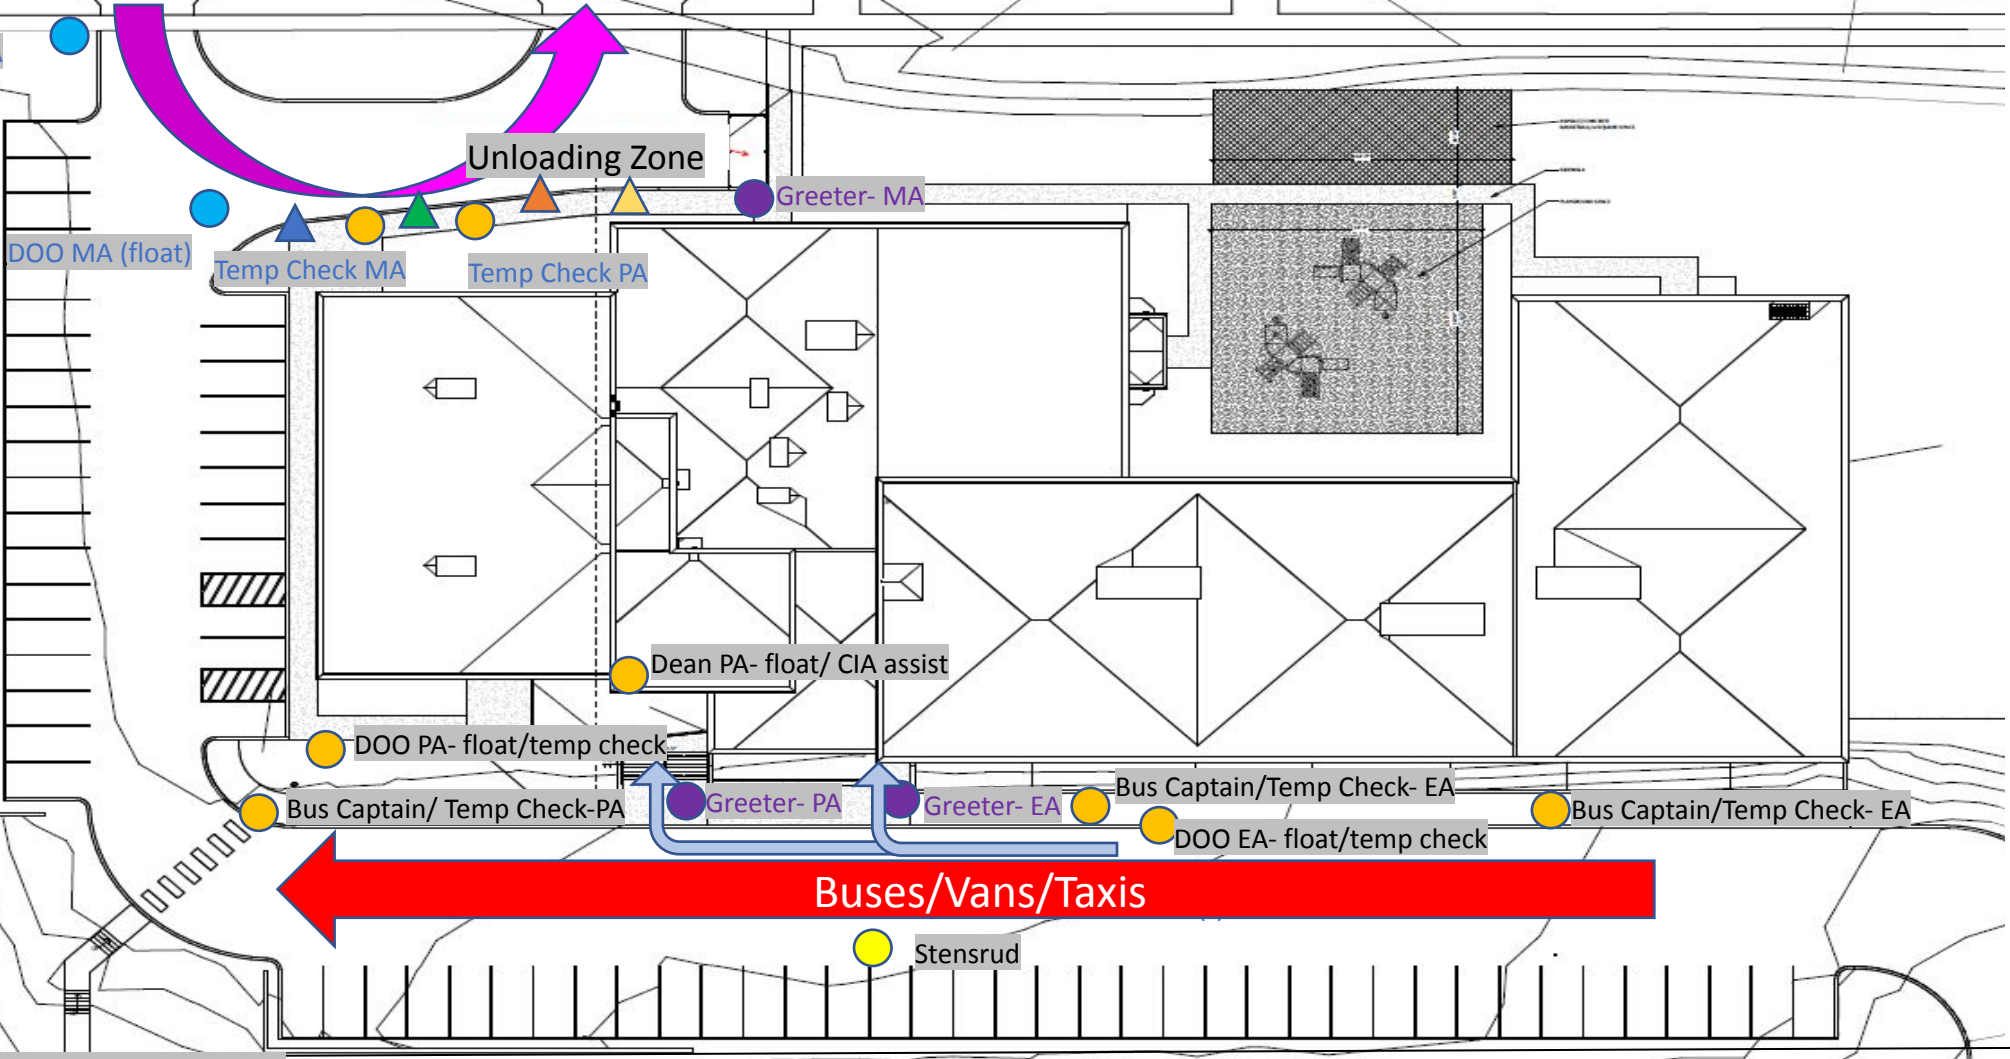 Unloading Zone
Greeter- MA
DOO MA (float)
Temp Check MA
Temp Check PA
Dean PA- float/ CIA assist
DOO PA- float/temp check
Bus Captain/ Temp Check-PA
Greeter- PA
Greeter- EA
Bus Captain/Temp Check- EA
Bus Captain/Temp Check- EA
DOO EA- float/temp check
Buses/Vans/Taxis
Stensrud